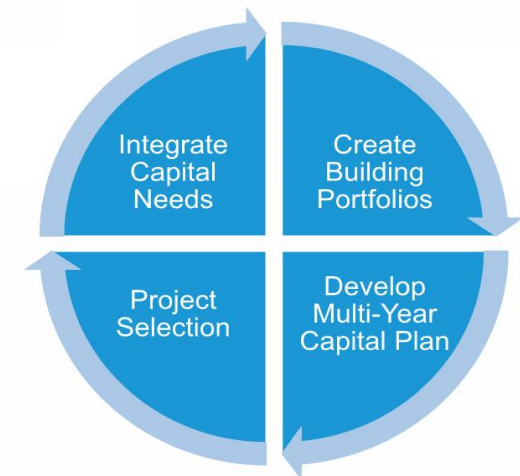 Integrate
Capital
Needs
Create
Building
Portfolios
Develop
Multi-Year
Capital Plan
Project
Selection